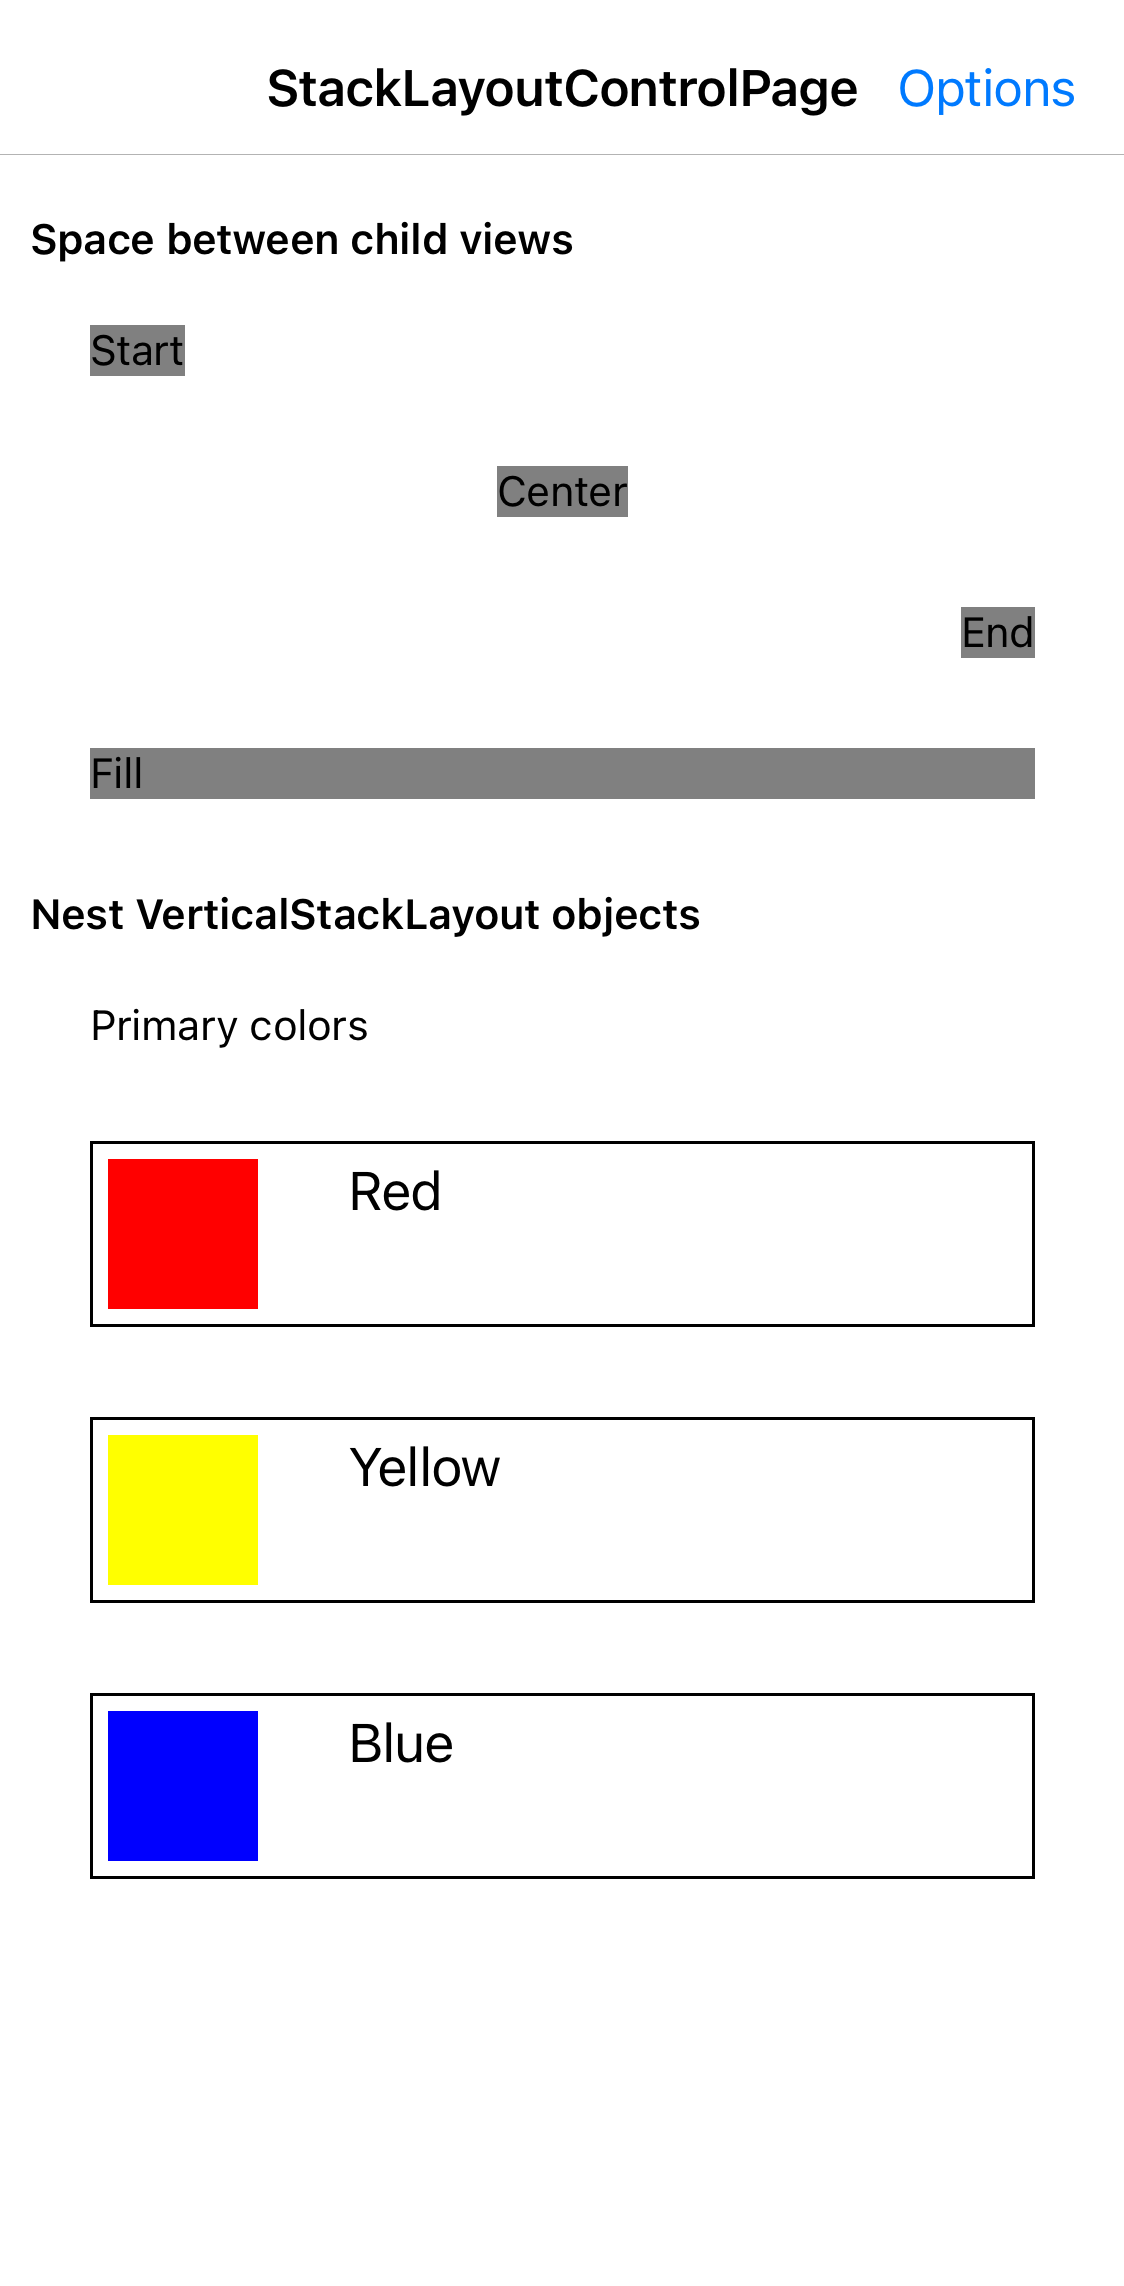 StackLayoutControlPage Options
Space between child views
Start
Center
End
Fill
Nest VerticalStackLayout objects
Primary colors
Red
Yellow
Blue